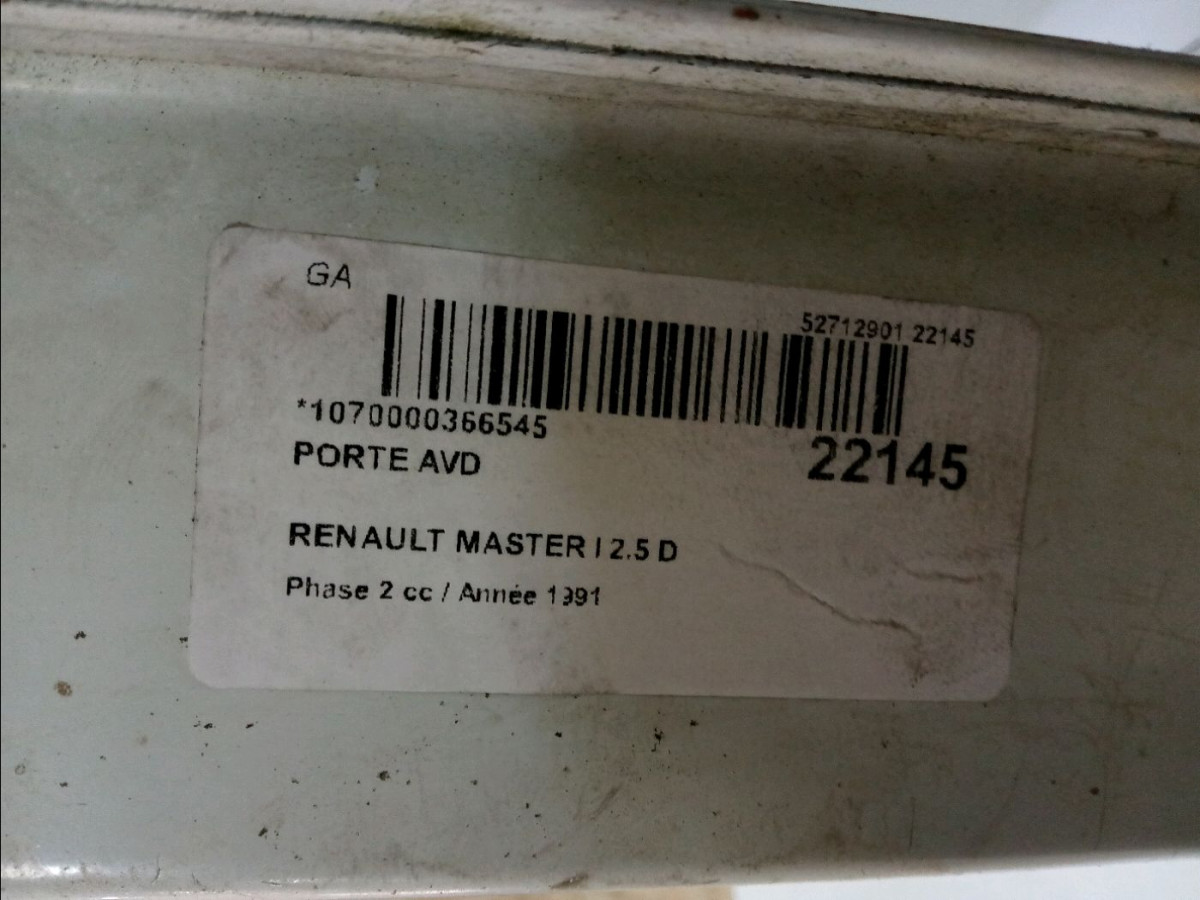 GA
52712901 22145
*1070000366545
22145
PORTE AVD
RENAULT MASTER I 2.5 D
Phase 2 cc / Année 1991